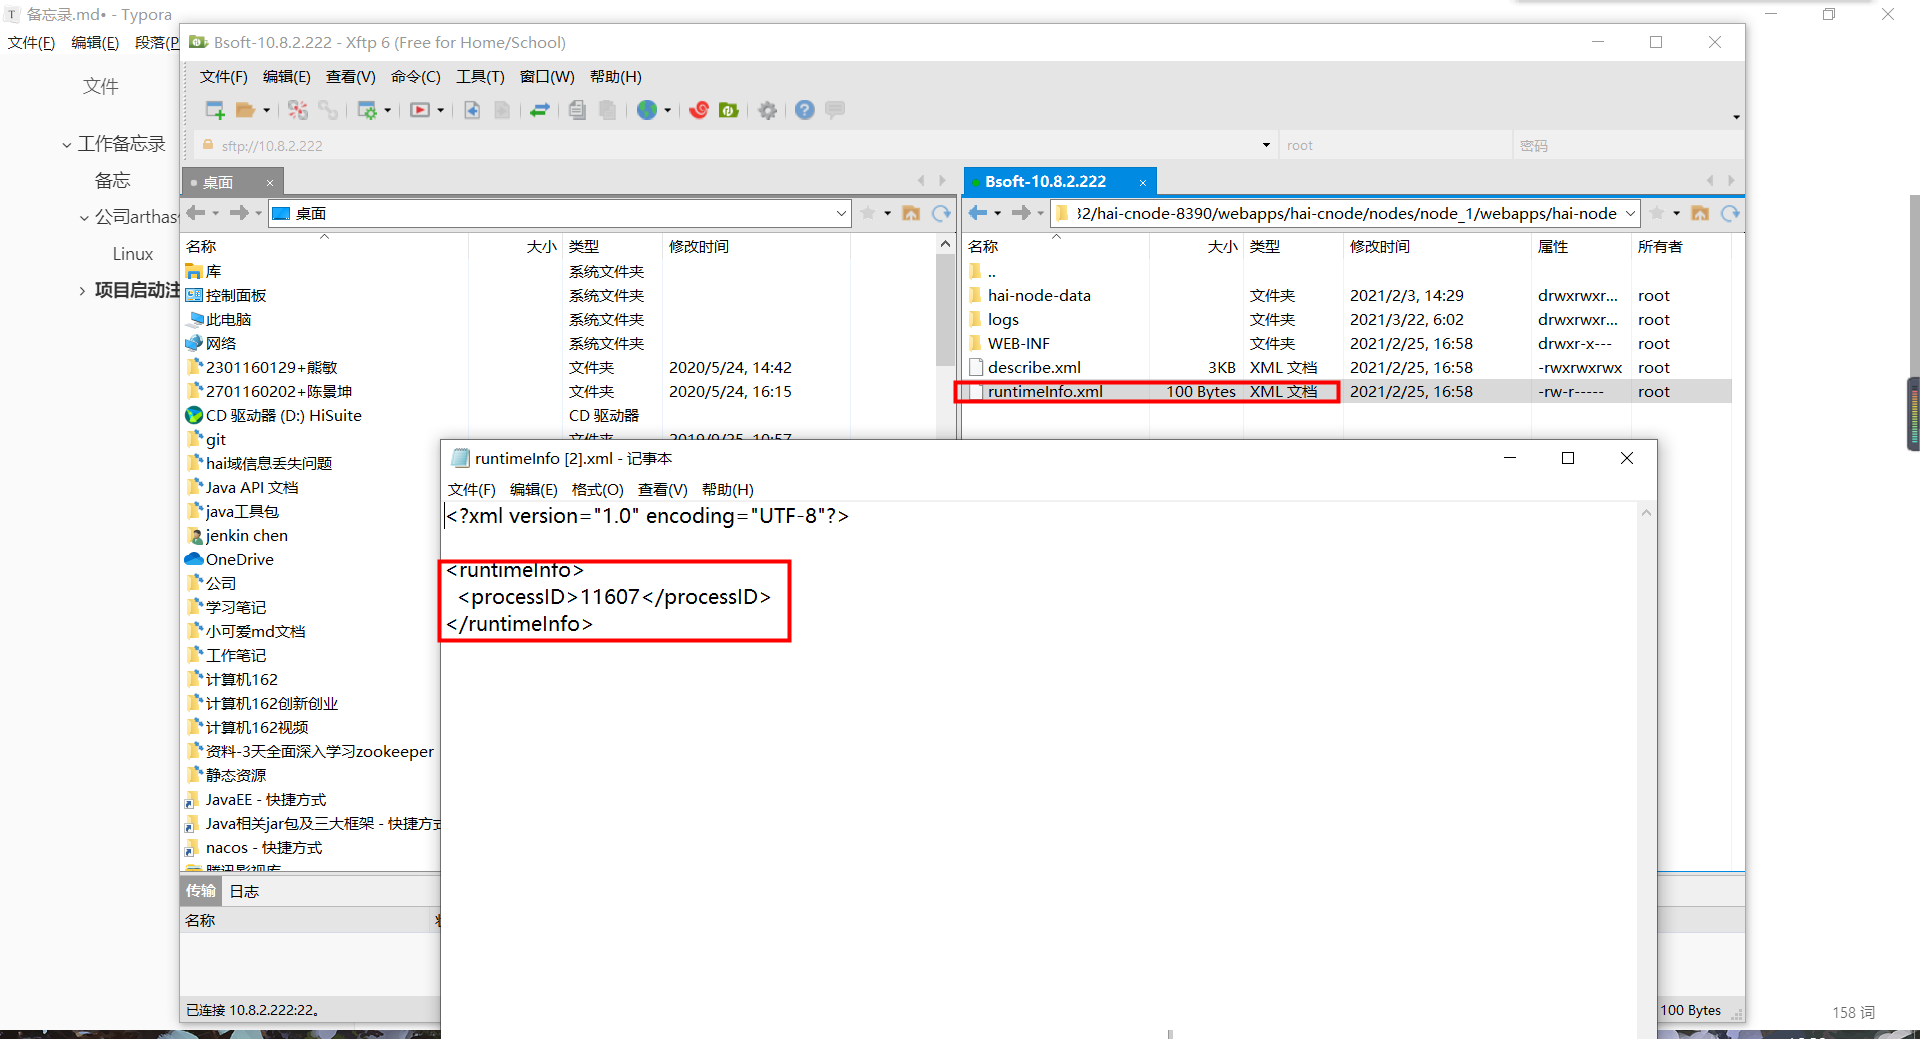 备忘录.md• - Typora
文件(F) 编辑(E) 段落(P
文件
工作备忘录
备忘
公司arthas
Linux
项目启动注
Bsoft-10.8.2.222 - Xftp 6 (Free for Home/School)
文件(F) 编辑(E) 查看(V) 命令(C) 工具(T) 窗口(W) 帮助(H)
sftp://10.8.2.222 root 密码
桌面
桌面
名称 大小 类型 修改时间
库 系统文件夹
控制面板 系统文件夹
此电脑 系统文件夹
网络 系统文件夹
2301160129+熊敏 文件夹 2020/5/24, 14:42
2701160202+陈景坤 文件夹 2020/5/24, 16:15
CD 驱动器 (D:) HiSuite CD 驱动器
git 文件夹 2019/9/25, 10:57
hai域信息丢失问题
Java API 文档
java工具包
jenkin chen
OneDrive
公司
学习笔记
小可爱md文档
工作笔记
计算机162
计算机162创新创业
计算机162视频
资料-3天全面深入学习zookeeper
静态资源
JavaEE - 快捷方式
Java相关jar包及三大框架 - 快捷方式
nacos - 快捷方式
腾讯影视库
Bsoft-10.8.2.222
32/hai-cnode-8390/webapps/hai-cnode/nodes/node_1/webapps/hai-node
名称 大小 类型 修改时间 属性 所有者
..
hai-node-data 文件夹 2021/2/3, 14:29 drwxrwxr... root
logs 文件夹 2021/3/22, 6:02 drwxrwxr... root
WEB-INF 文件夹 2021/2/25, 16:58 drwxr-x--- root
describe.xml 3KB XML 文档 2021/2/25, 16:58 -rwxrwxrwx root
runtimeInfo.xml 100 Bytes XML 文档 2021/2/25, 16:58 -rw-r----- root
runtimeInfo [2].xml - 记事本
文件(F) 编辑(E) 格式(O) 查看(V) 帮助(H)
<?xml version="1.0" encoding="UTF-8"?>
<runtimeInfo>
<processID>11607</processID>
</runtimeInfo>
传输 日志
名称
已连接 10.8.2.222:22。
100 Bytes
158 词